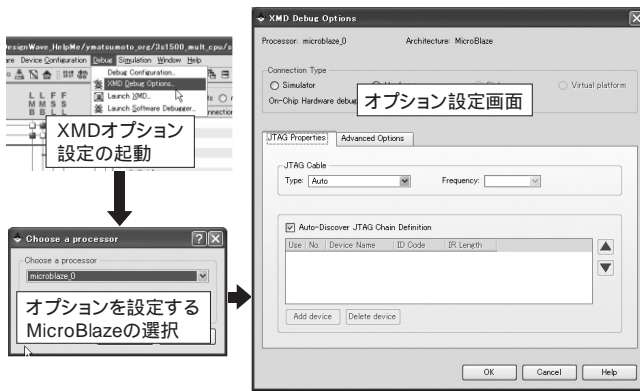 esignWave_HelpMe/ymatsumoto_org/3s1500_mult_cpu/s
are Device Configuration Debug Simulation Window Help
Debug Configuration...
XMD Debug Options...
Launch XMD...
Launch Software Debugger...
L L F F
M M S S
B B L L
XMDオプション
設定の起動
Choose a processor
Choose a processor
microblaze_0
オプションを設定する
MicroBlazeの選択
XMD Debug Options
Processor: microblaze_0 Architecture: MicroBlaze
Connection Type
Simulator Virtual platform
On-Chip Hardware debug
オプション設定画面
JTAG Properties Advanced Options
JTAG Cable
Type: Auto Frequency:
Auto-Discover JTAG Chain Definition
Use No. Device Name ID Code IR Length
Add device Delete device
OK Cancel Help